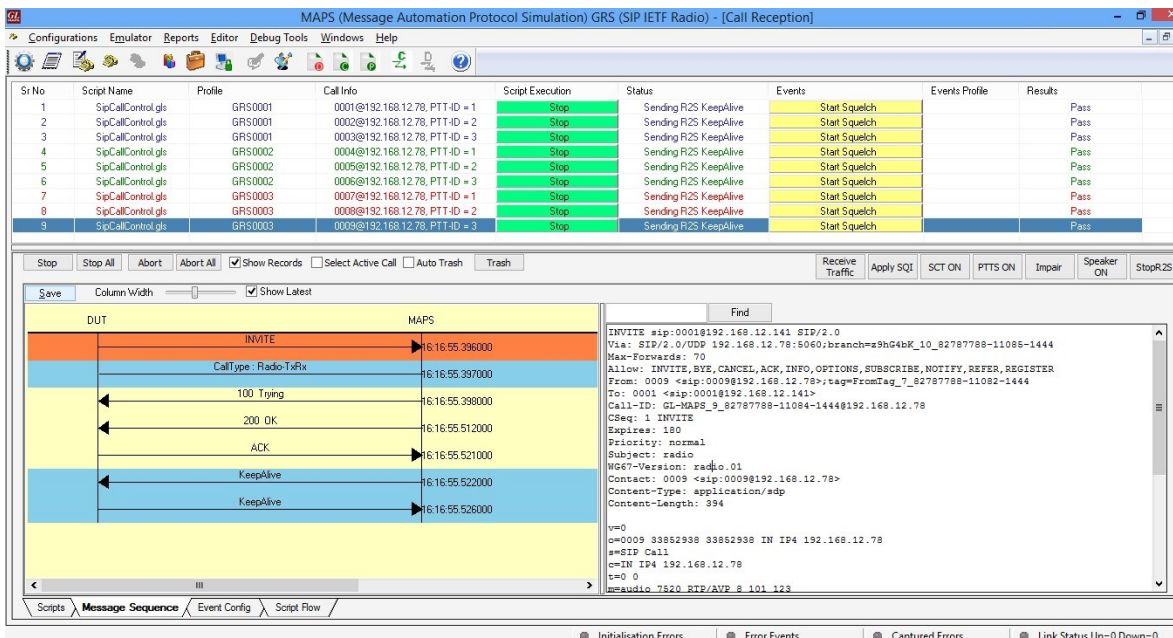 GL
MAPS (Message Automation Protocol Simulation) GRS (SIP IETF Radio) - [Call Reception]
Configurations Emulator Reports Editor Debug Tools Windows Help
Sr No Script Name Profile Call Info Script Execution Status Events Events Profile Results
1 SipCallControl.gls GRS0001 0001@192.168.12.78, PTT-ID = 1 Stop Sending R2S KeepAlive Start Squelch Pass
2 SipCallControl.gls GRS0001 0002@192.168.12.78, PTT-ID = 2 Stop Sending R2S KeepAlive Start Squelch Pass
3 SipCallControl.gls GRS0001 0003@192.168.12.78, PTT-ID = 3 Stop Sending R2S KeepAlive Start Squelch Pass
4 SipCallControl.gls GRS0002 0004@192.168.12.78, PTT-ID = 1 Stop Sending R2S KeepAlive Start Squelch Pass
5 SipCallControl.gls GRS0002 0005@192.168.12.78, PTT-ID = 2 Stop Sending R2S KeepAlive Start Squelch Pass
6 SipCallControl.gls GRS0002 0006@192.168.12.78, PTT-ID = 3 Stop Sending R2S KeepAlive Start Squelch Pass
7 SipCallControl.gls GRS0003 0007@192.168.12.78, PTT-ID = 1 Stop Sending R2S KeepAlive Start Squelch Pass
8 SipCallControl.gls GRS0003 0008@192.168.12.78, PTT-ID = 2 Stop Sending R2S KeepAlive Start Squelch Pass
9 SipCallControl.gls GRS0003 0009@192.168.12.78, PTT-ID = 3 Stop Sending R2S KeepAlive Start Squelch Pass
Stop Stop All Abort Abort All Show Records Select Active Call Auto Trash Trash Receive Traffic Apply SQI SCT ON PTTS ON Impair Speaker ON StopR2S
Save Column Width Show Latest
DUT MAPS
INVITE 16:16:55.396000
CallType : Radio-TxRx 16:16:55.397000
100 Trying 16:16:55.398000
200 OK 16:16:55.512000
ACK 16:16:55.521000
KeepAlive 16:16:55.522000
KeepAlive 16:16:55.526000
Find
INVITE sip:0001@192.168.12.141 SIP/2.0
Via: SIP/2.0/UDP 192.168.12.78:5060;branch=z9hG4bK_10_82787788-11085-1444
Max-Forwards: 70
Allow: INVITE,BYE,CANCEL,ACK,INFO,OPTIONS,SUBSCRIBE,NOTIFY,REFER,REGISTER
From: 0009 <sip:0009@192.168.12.78>;tag=FromTag_7_82787788-11082-1444
To: 0001 <sip:0001@192.168.12.141>
Call-ID: GL-MAPS_9_82787788-11084-1444@192.168.12.78
CSeq: 1 INVITE
Expires: 180
Priority: normal
Subject: radio
WG67-Version: radio.01
Contact: 0009 <sip:0009@192.168.12.78>
Content-Type: application/sdp
Content-Length: 394
v=0
o=0009 33852938 33852938 IN IP4 192.168.12.78
s=SIP Call
c=IN IP4 192.168.12.78
t=0 0
m=audio 7520 RTP/AVP 8 101 123
Scripts Message Sequence Event Config Script Flow
Initialisation Errors Error Events Captured Errors Link Status Up=0 Down=0